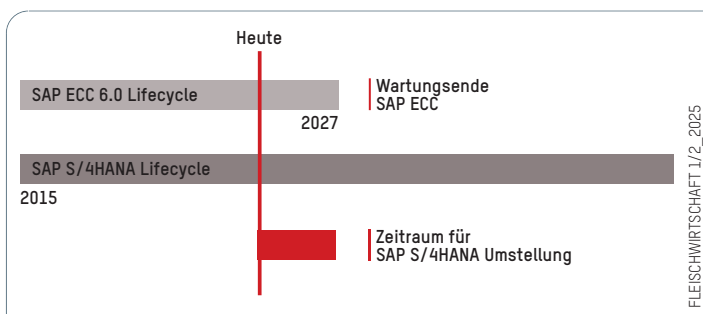 Heute
SAP ECC 6.0 Lifecycle
Wartungsende
SAP ECC
2027
SAP S/4HANA Lifecycle
2015
Zeitraum für
SAP S/4HANA Umstellung
FLEISCHWIRTSCHAFT 1/2_2025